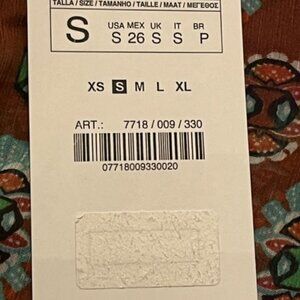 TALLA / SIZE / TAMANHO / TAILLE / MAAT / ΜΕΓΕΘΟΣ
S
USA MEX UK IT BR
S 26 S S P
XS S M L XL
ART.: 7718 / 009 / 330
07718009330020